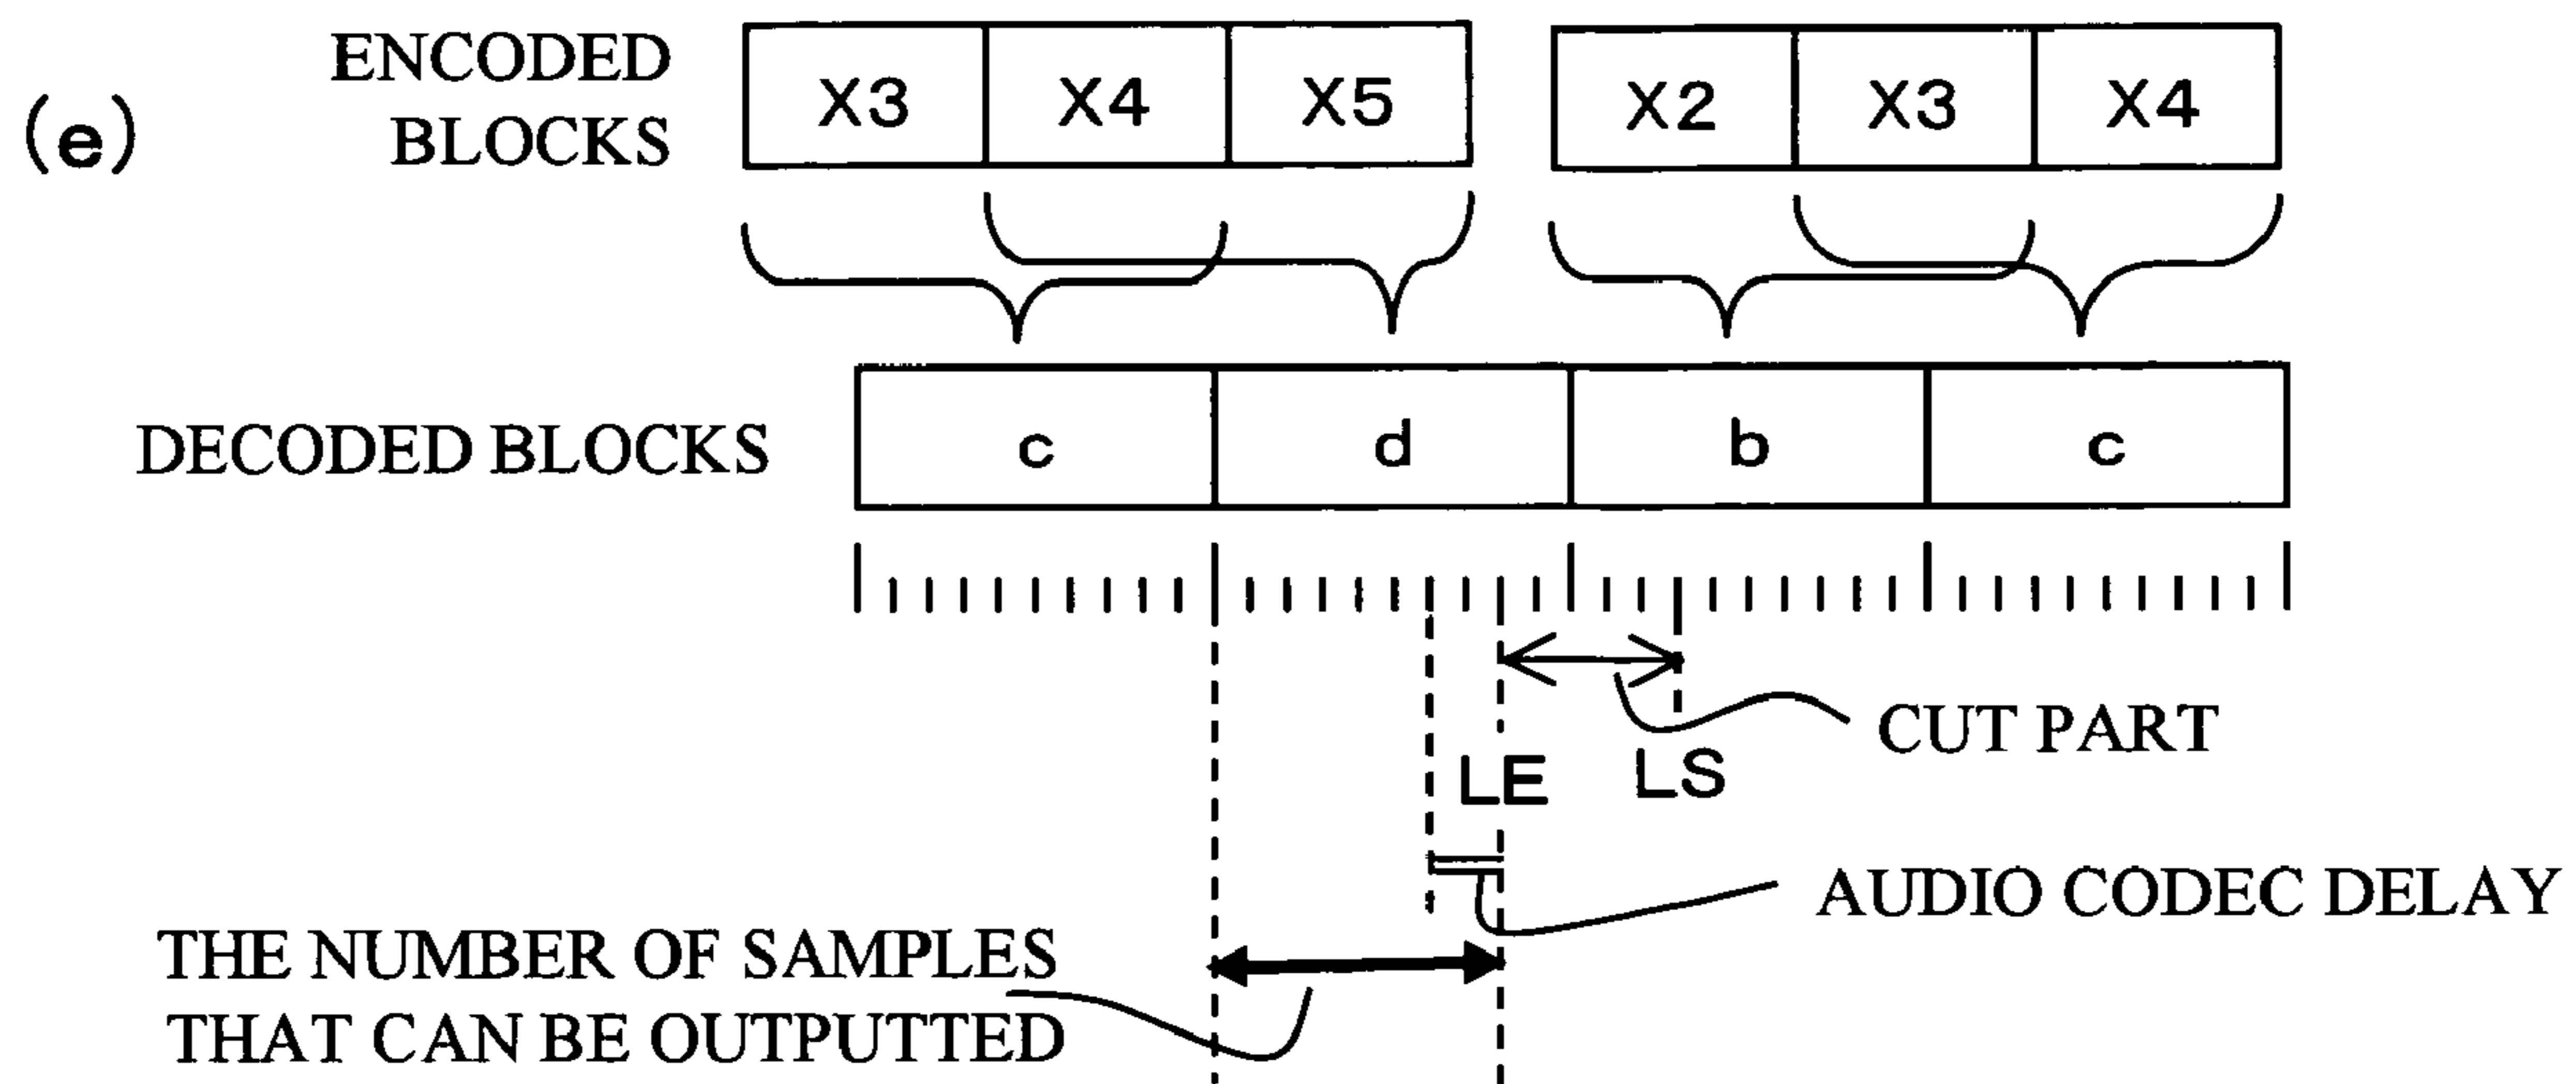 (e)
ENCODED
BLOCKS
X3 X4 X5 X2 X3 X4
DECODED BLOCKS
c d b c
CUT PART
LE LS
AUDIO CODEC DELAY
THE NUMBER OF SAMPLES
THAT CAN BE OUTPUTTED